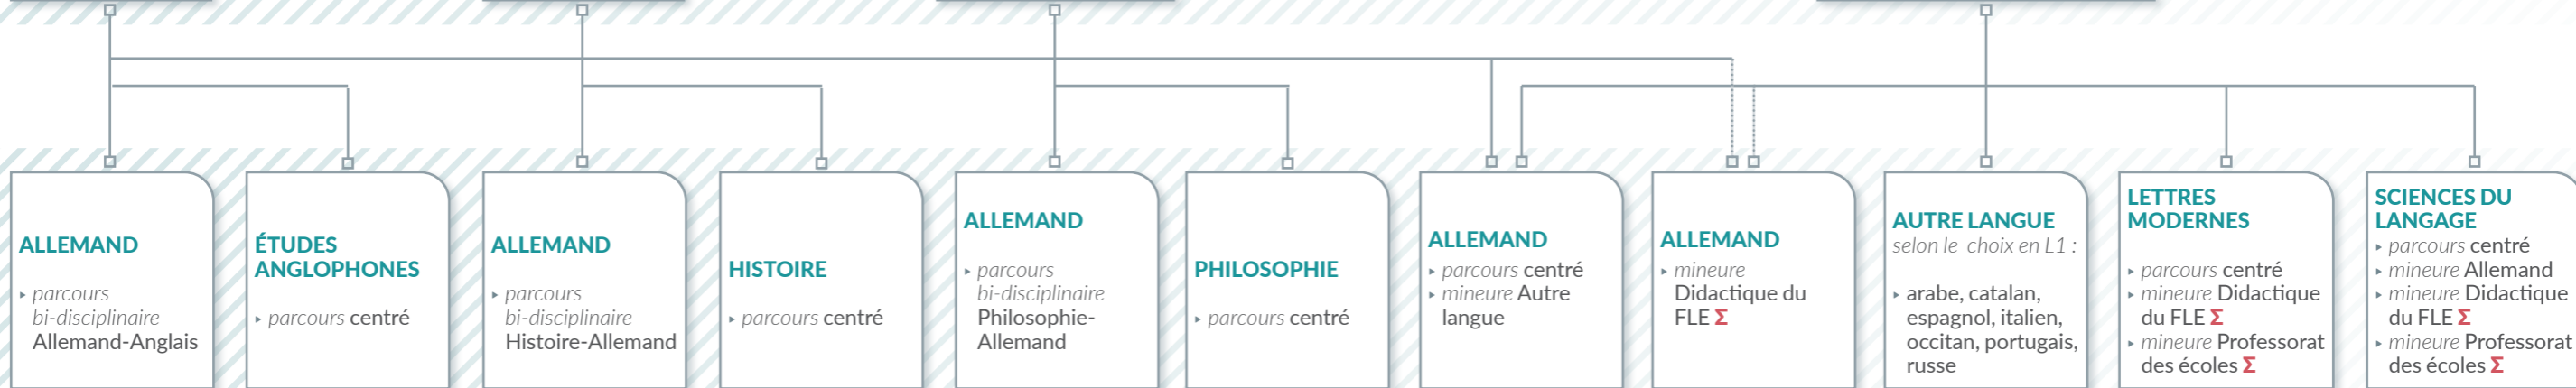 ALLEMAND
▸ parcours
bi-disciplinaire
Allemand-Anglais
ÉTUDES
ANGLOPHONES
▸ parcours centré
ALLEMAND
▸ parcours
bi-disciplinaire
Histoire-Allemand
HISTOIRE
▸ parcours centré
ALLEMAND
▸ parcours
bi-disciplinaire
Philosophie-
Allemand
PHILOSOPHIE
▸ parcours centré
ALLEMAND
▸ parcours centré
▸ mineure Autre
langue
ALLEMAND
▸ mineure
Didactique du
FLE Σ
AUTRE LANGUE
selon le choix en L1 :
▸ arabe, catalan,
espagnol, italien,
occitan, portugais,
russe
LETTRES
MODERNES
▸ parcours centré
▸ mineure Didactique
du FLE Σ
▸ mineure Professorat
des écoles Σ
SCIENCES DU
LANGAGE
▸ parcours centré
▸ mineure Allemand
▸ mineure Didactique
du FLE Σ
▸ mineure Professorat
des écoles Σ